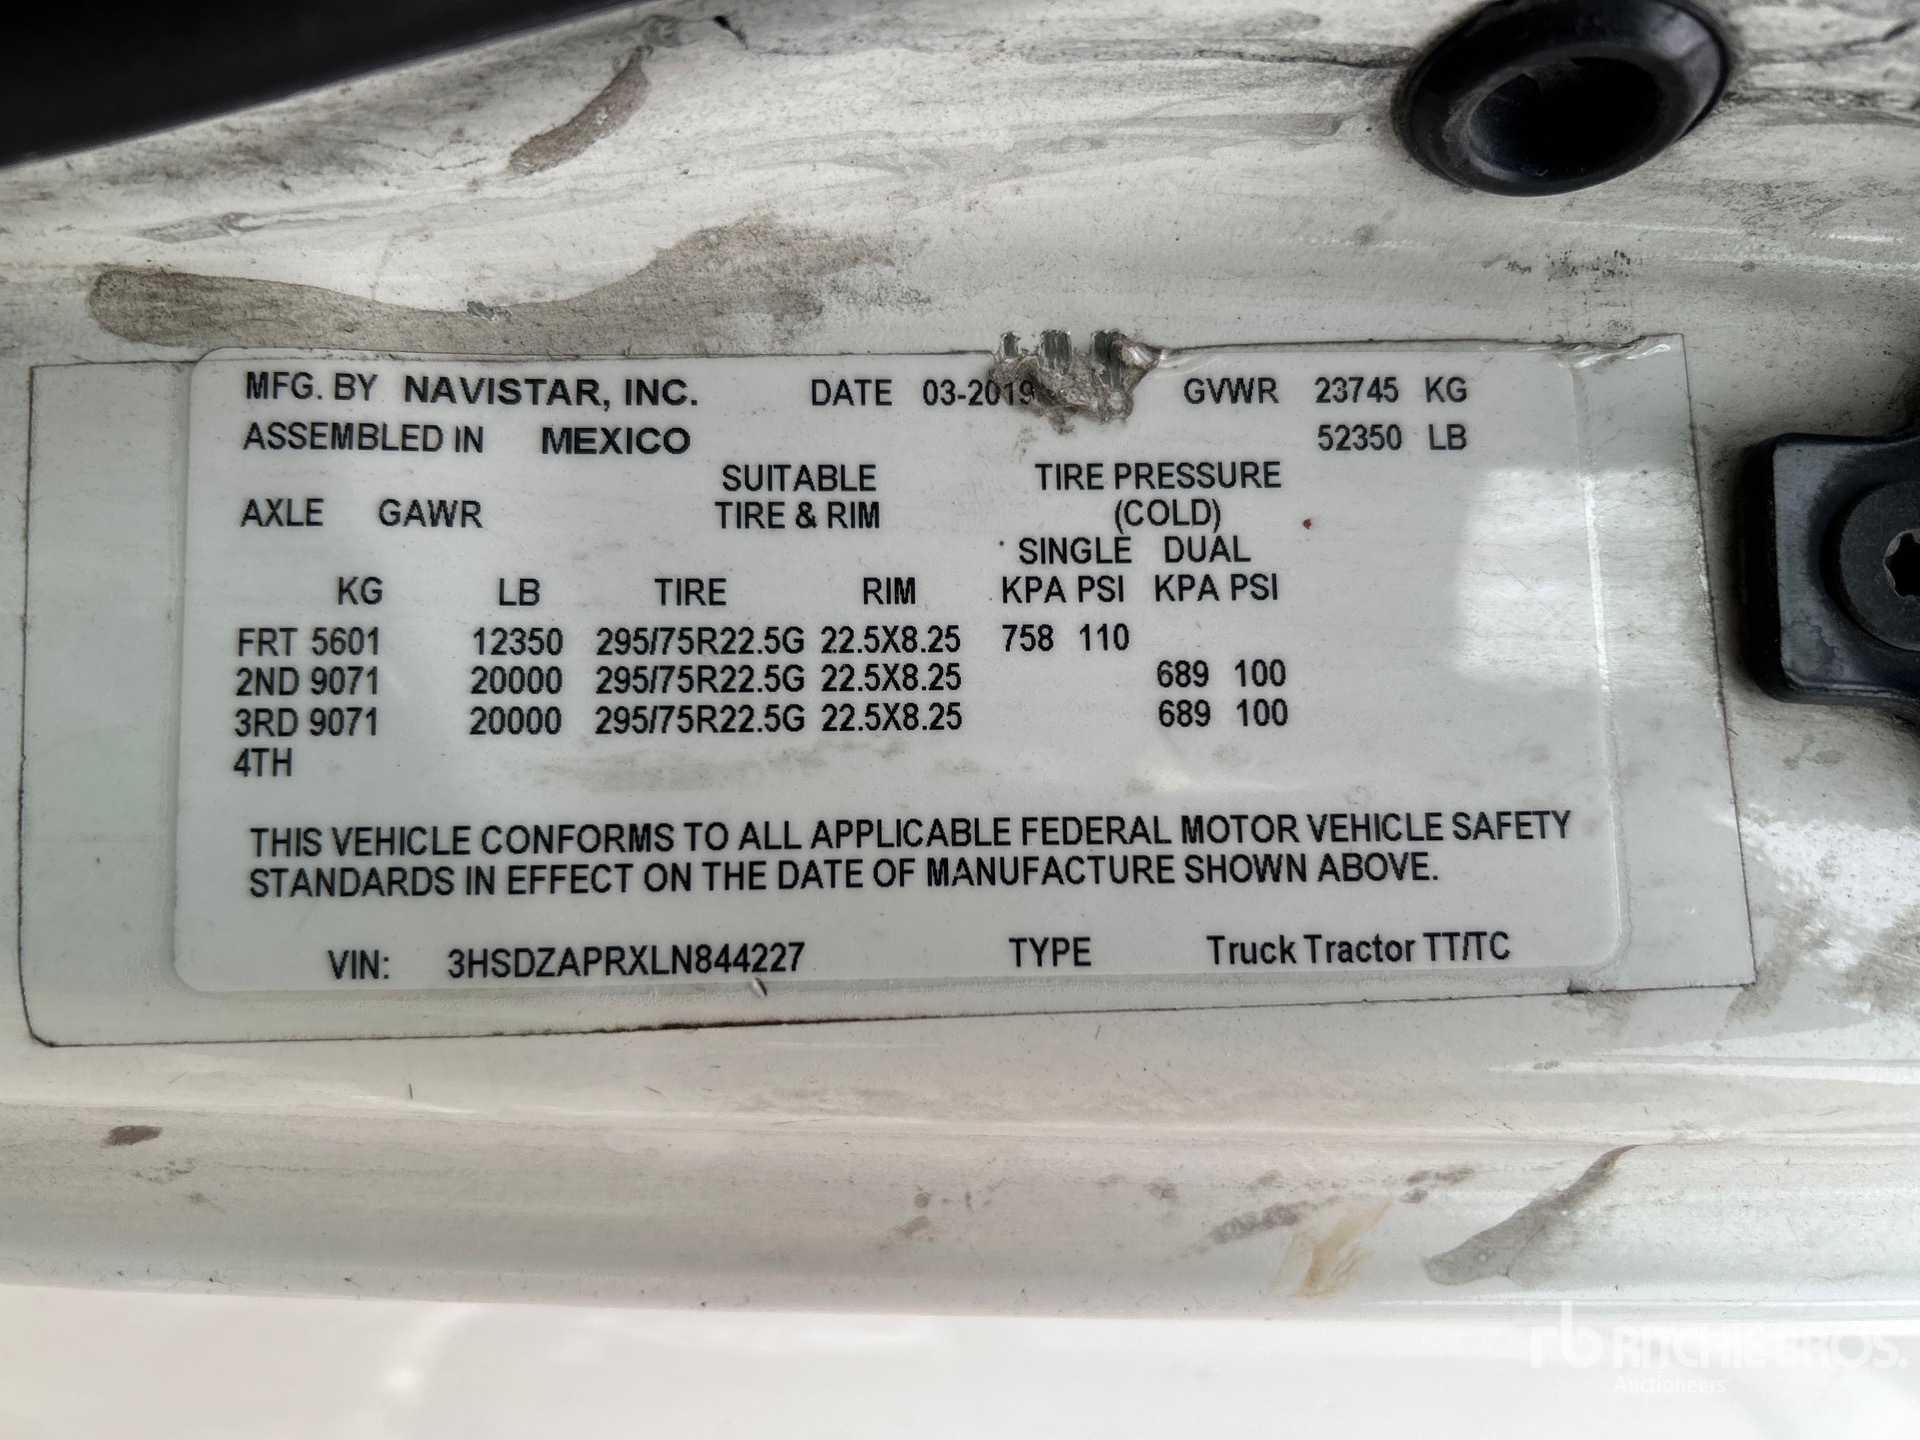 MFG. BY NAVISTAR, INC. DATE 03-2019 GVWR 23745 KG
ASSEMBLED IN MEXICO 52350 LB
SUITABLE TIRE PRESSURE
AXLE GAWR TIRE & RIM (COLD)
SINGLE DUAL
KG LB TIRE RIM KPA PSI KPA PSI
FRT 5601 12350 295/75R22.5G 22.5X8.25 758 110
2ND 9071 20000 295/75R22.5G 22.5X8.25 689 100
3RD 9071 20000 295/75R22.5G 22.5X8.25 689 100
4TH
THIS VEHICLE CONFORMS TO ALL APPLICABLE FEDERAL MOTOR VEHICLE SAFETY
STANDARDS IN EFFECT ON THE DATE OF MANUFACTURE SHOWN ABOVE.
VIN: 3HSDZAPRXLN844227 TYPE Truck Tractor TT/TC
rb RITCHIE BROS.
Auctioneers